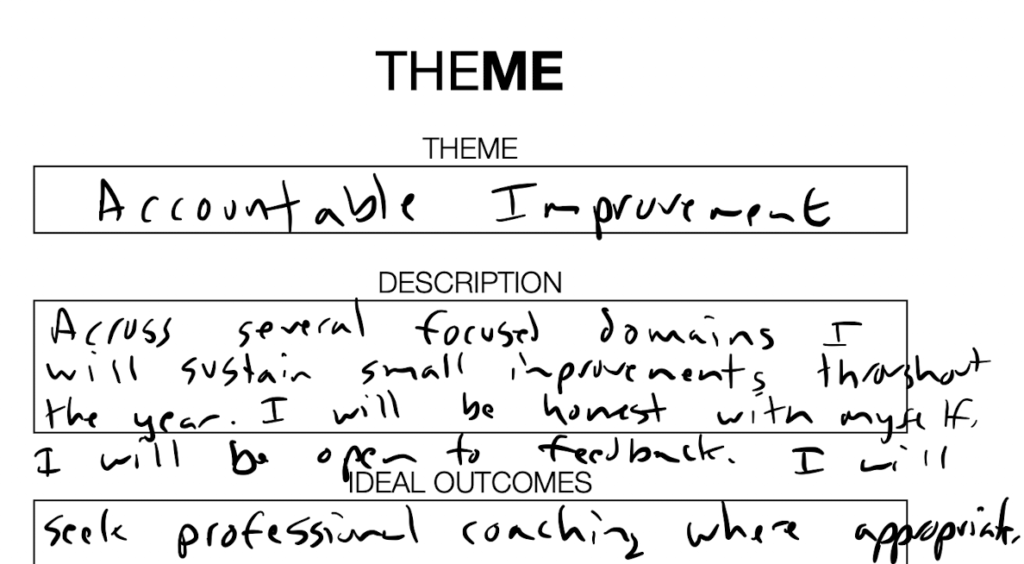 THEME
THEME
Accountable Improvement
DESCRIPTION
Across several focused domains I
will sustain small improvements throughout
the year. I will be honest with myself.
I will be open to feedback. I will
IDEAL OUTCOMES
seek professional coaching where appropriate.